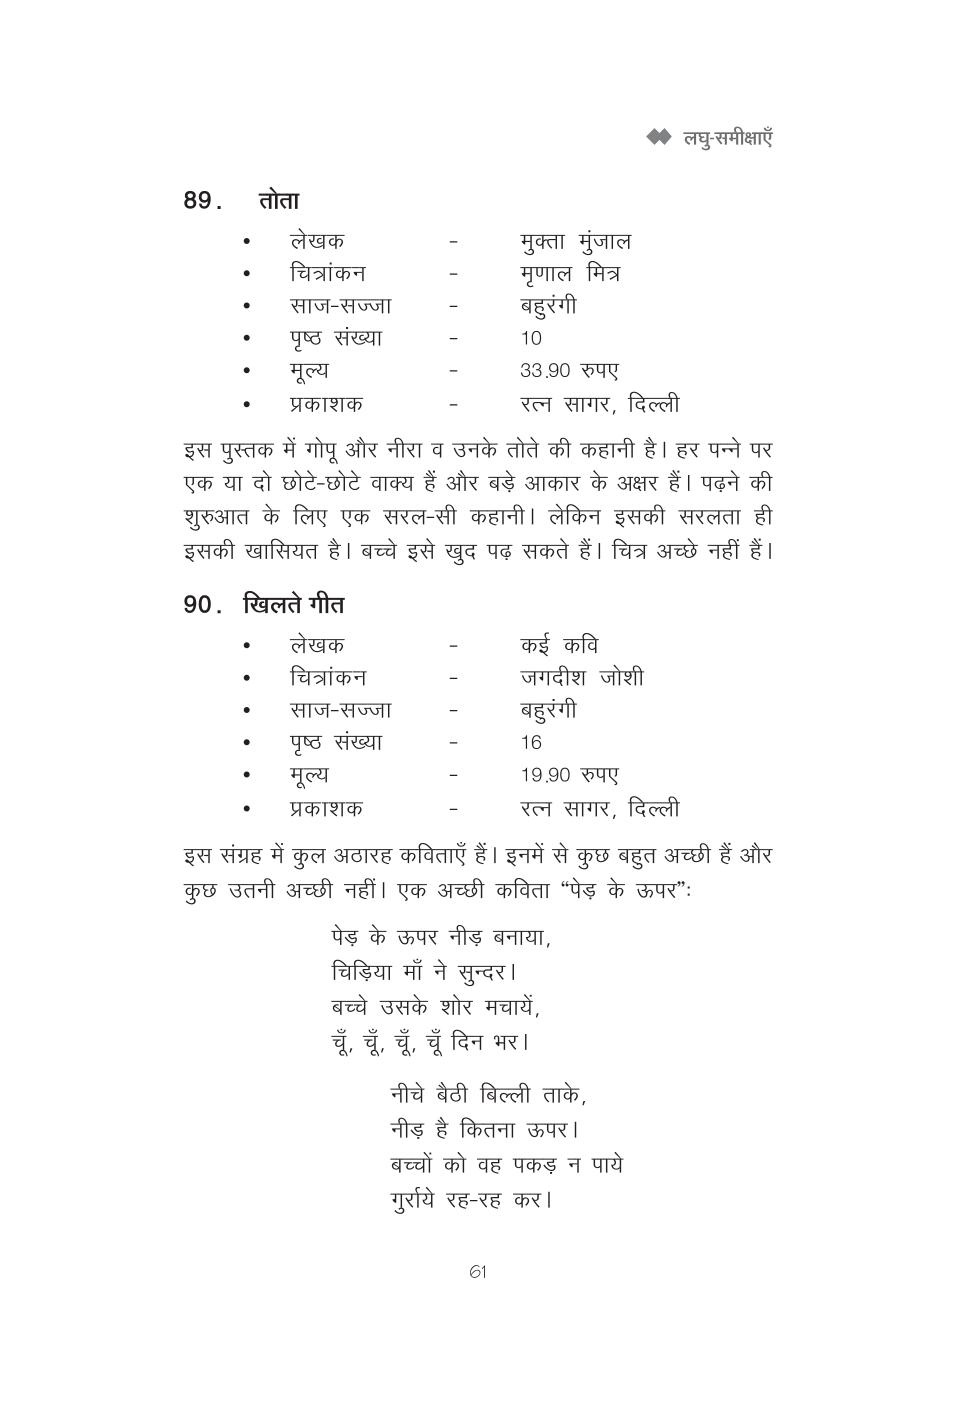 लघु-समीक्षाएँ
89. तोता
• लेखक - मुक्ता मुंजाल
• चित्रांकन - मृणाल मित्र
• साज-सज्जा - बहुरंगी
• पृष्ठ संख्या - 10
• मूल्य - 33.90 रुपए
• प्रकाशक - रत्न सागर, दिल्ली
इस पुस्तक में गोपू और नीरा व उनके तोते की कहानी है। हर पन्ने पर
एक या दो छोटे-छोटे वाक्य हैं और बड़े आकार के अक्षर हैं। पढ़ने की
शुरुआत के लिए एक सरल-सी कहानी। लेकिन इसकी सरलता ही
इसकी खासियत है। बच्चे इसे खुद पढ़ सकते हैं। चित्र अच्छे नहीं हैं।
90. खिलते गीत
• लेखक - कई कवि
• चित्रांकन - जगदीश जोशी
• साज-सज्जा - बहुरंगी
• पृष्ठ संख्या - 16
• मूल्य - 19.90 रुपए
• प्रकाशक - रत्न सागर, दिल्ली
इस संग्रह में कुल अठारह कविताएँ हैं। इनमें से कुछ बहुत अच्छी हैं और
कुछ उतनी अच्छी नहीं। एक अच्छी कविता “पेड़ के ऊपर”:
पेड़ के ऊपर नीड़ बनाया,
चिड़िया माँ ने सुन्दर।
बच्चे उसके शोर मचायें,
चूँ, चूँ, चूँ, चूँ दिन भर।
नीचे बैठी बिल्ली ताके,
नीड़ है कितना ऊपर।
बच्चों को वह पकड़ न पाये
गुर्राये रह-रह कर।
61